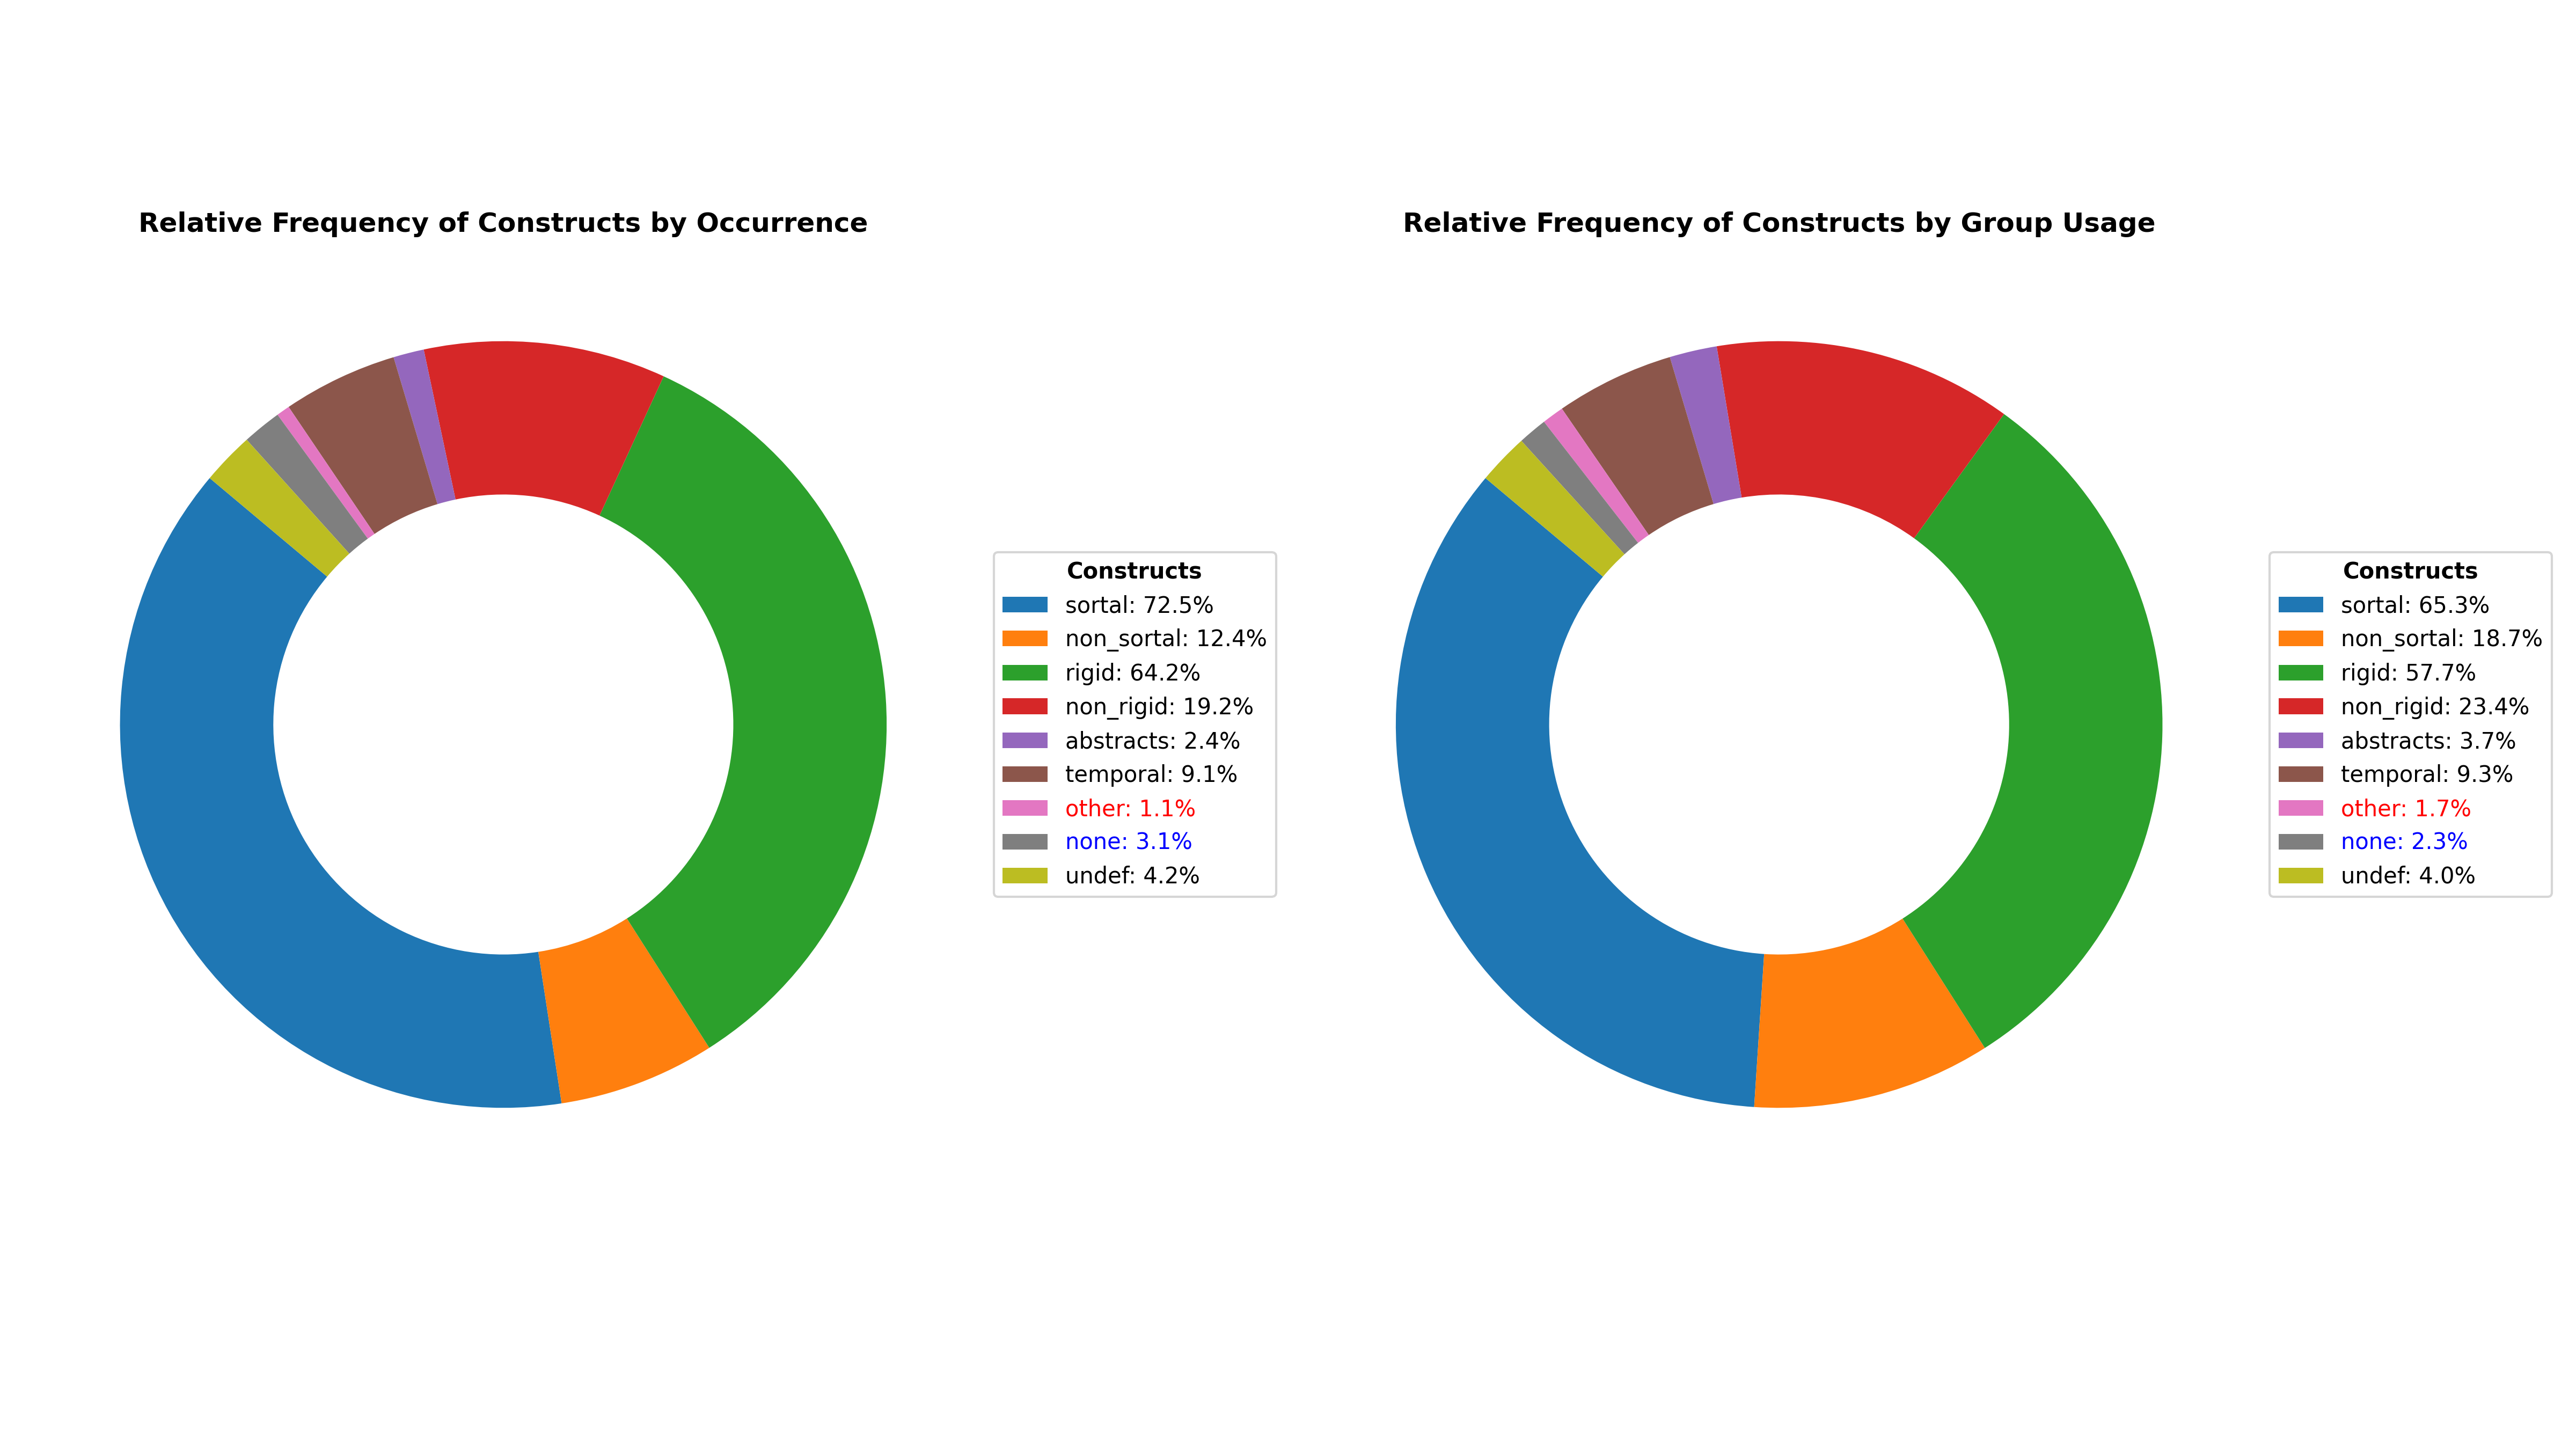 Relative Frequency of Constructs by Occurrence
Constructs
sortal: 72.5%
non_sortal: 12.4%
rigid: 64.2%
non_rigid: 19.2%
abstracts: 2.4%
temporal: 9.1%
other: 1.1%
none: 3.1%
undef: 4.2%
Relative Frequency of Constructs by Group Usage
Constructs
sortal: 65.3%
non_sortal: 18.7%
rigid: 57.7%
non_rigid: 23.4%
abstracts: 3.7%
temporal: 9.3%
other: 1.7%
none: 2.3%
undef: 4.0%